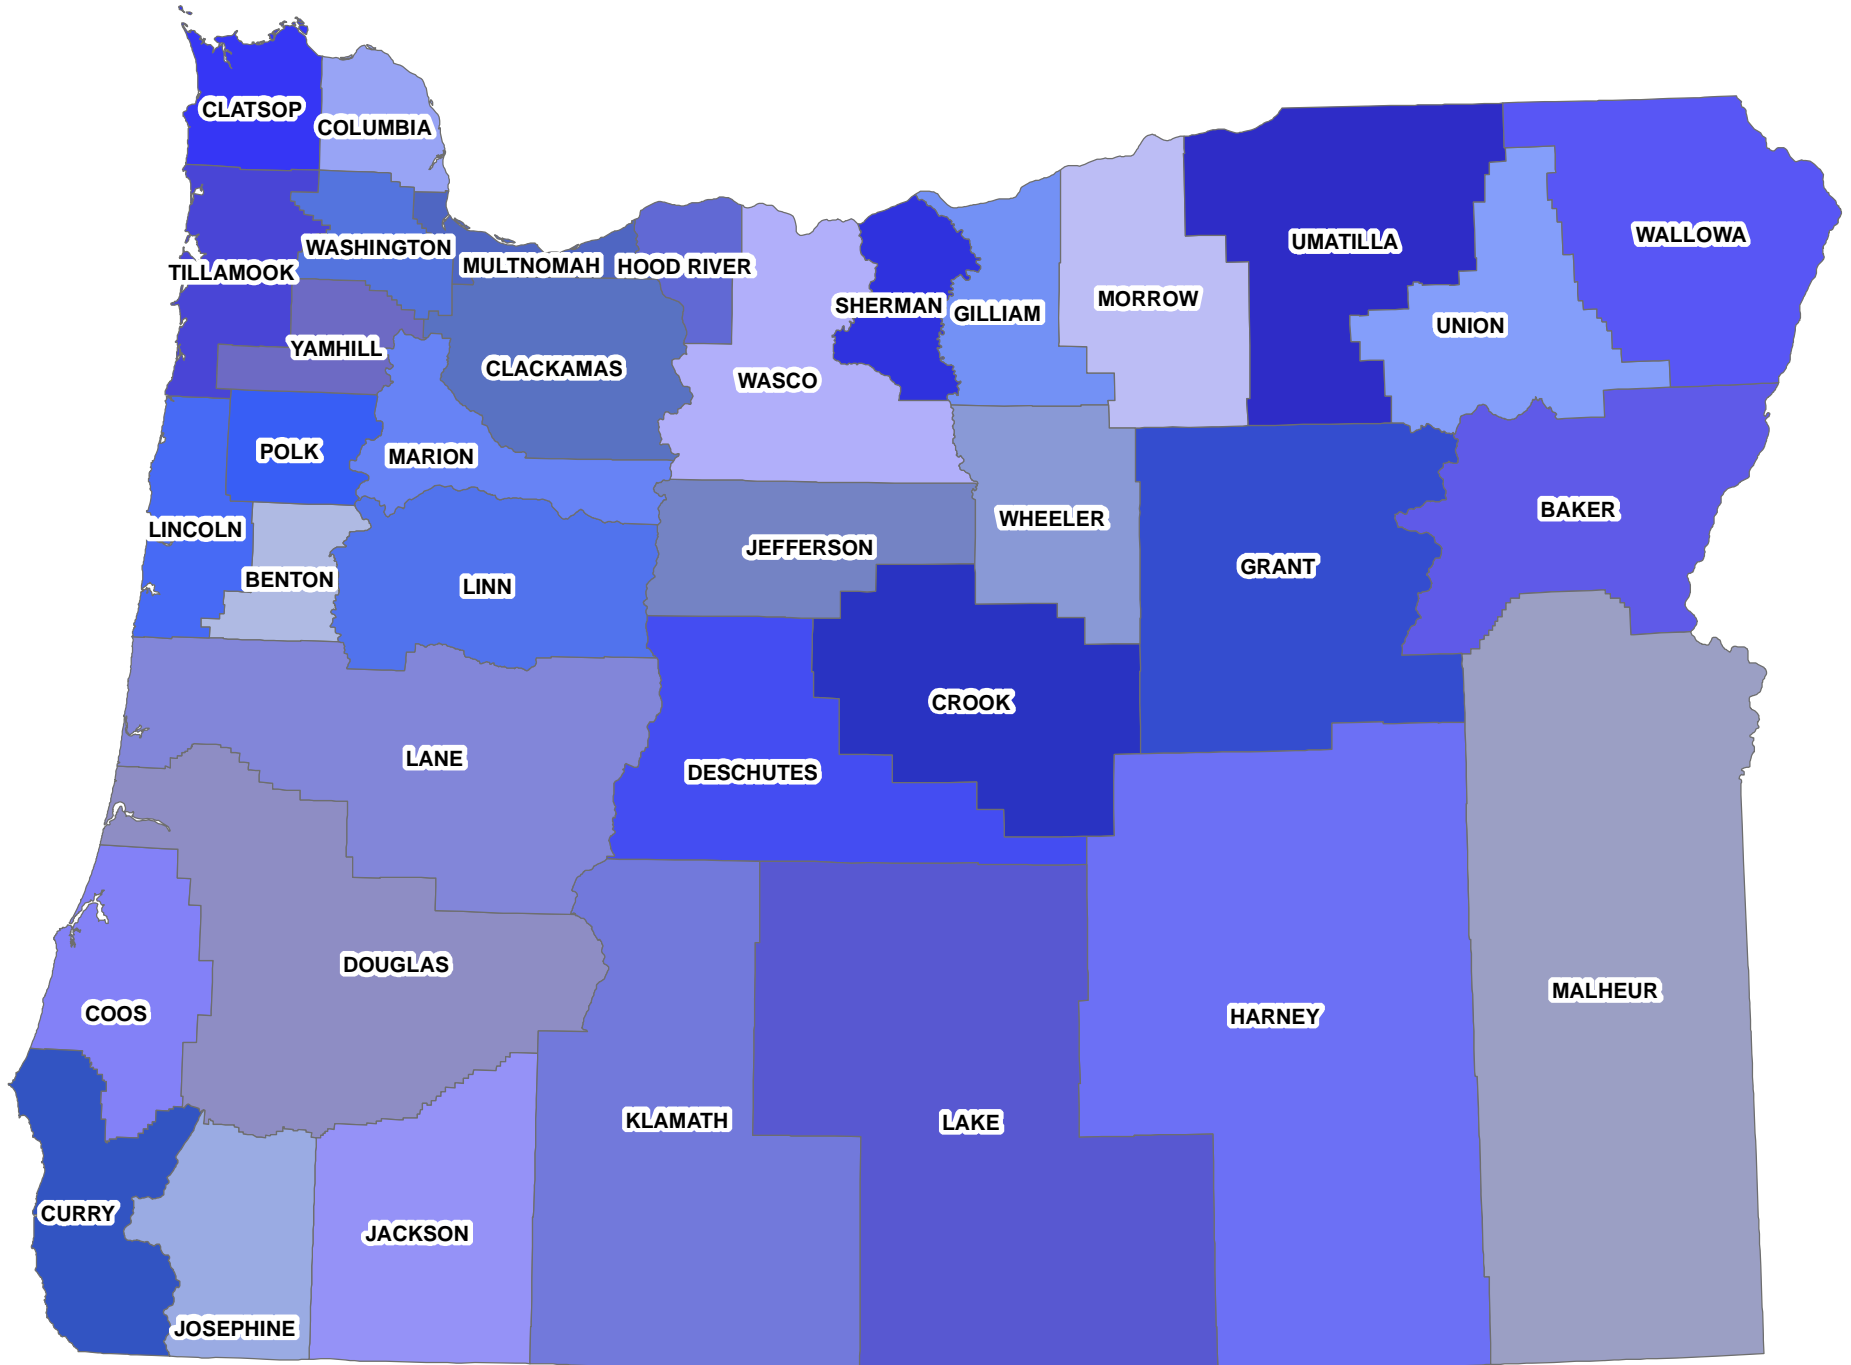 CLATSOP
COLUMBIA
WALLOWA
UMATILLA
WASHINGTON
MULTNOMAH
HOOD RIVER
TILLAMOOK
MORROW
SHERMAN
GILLIAM
UNION
YAMHILL
CLACKAMAS
WASCO
POLK
MARION
BAKER
WHEELER
LINCOLN
JEFFERSON
GRANT
BENTON
LINN
CROOK
LANE
DESCHUTES
DOUGLAS
MALHEUR
COOS
HARNEY
KLAMATH
LAKE
CURRY
JACKSON
JOSEPHINE